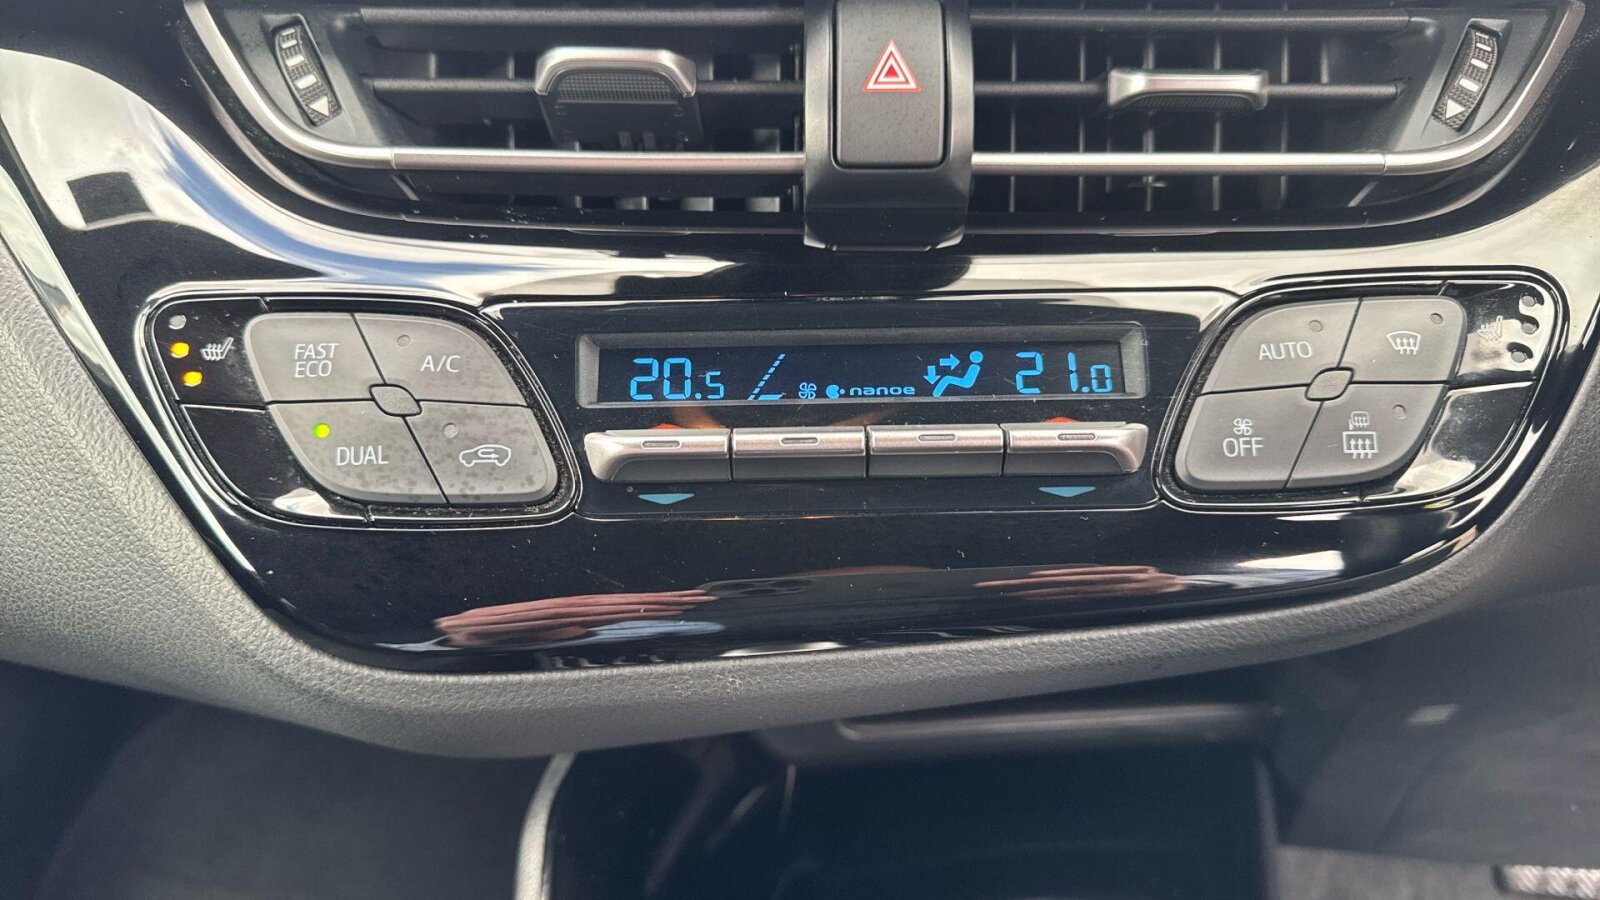 20.5
nanoe
21.0
FAST
ECO
A/C
DUAL
AUTO
OFF